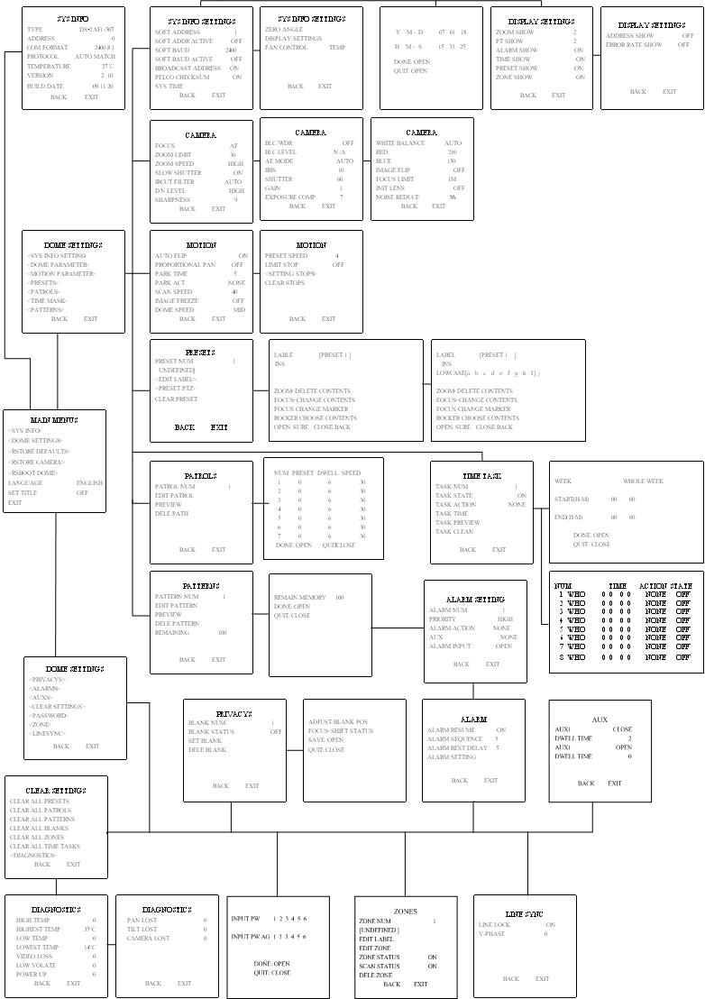 SYS INFO
TYPE DS-2AF1-507
ADDRESS 0
COM FORMAT 2400.8.1
PROTOCOL AUTO MATCH
TEMPERATURE 27°C
VERSION 2 10
BUILD DATE 09 11 20
BACK EXIT
SYS INFO SETTINGS
SOFT ADDRESS 1
SOFT ADDR ACTIVE OFF
SOFT BAUD 2400
SOFT BAUD ACTIVE OFF
BROADCAST ADDRESS ON
PELCO CHECKSUM ON
SYS TIME
BACK EXIT
SYS INFO SETTINGS
ZERO ANGLE
DISPLAY SETTINGS
FAN CONTROL TEMP
BACK EXIT
Y M - D 07 01 18
H M - S 15 33 25
DONE: OPEN
QUIT: OPEN
DISPLAY SETTINGS
ZOOM SHOW 2
PT SHOW 2
ALARM SHOW ON
TIME SHOW ON
PRESET SHOW ON
ZONE SHOW ON
BACK EXIT
DISPLAY SETTINGS
ADDRESS SHOW OFF
ERROR RATE SHOW OFF
BACK EXIT
CAMERA
FOCUS AF
ZOOM LIMIT 36
ZOOM SPEED HIGH
SLOW SHUTTER ON
IRCUT FILTER AUTO
DN LEVEL HIGH
SHARPNESS 9
BACK EXIT
CAMERA
BLC/WDR OFF
BLC LEVEL N/A
AE MODE AUTO
IRIS 10
SHUTTER 60
GAIN 1
EXPOSURE COMP 7
BACK EXIT
CAMERA
WHITE BALANCE AUTO
RED 210
BLUE 150
IMAGE FLIP OFF
FOCUS LIMIT 1M
INIT LENS OFF
NOISE REDUCE
BACK EXIT
DOME SETTINGS
<SYS INFO SETTING
<DOME PARAMETER>
<MOTION PARAMETER>
<PRESETS>
<PATROLS>
<TIME MASK>
<PATTERNS>
BACK EXIT
MOTION
AUTO FLIP ON
PROPORTIONAL PAN OFF
PARK TIME 5
PARK ACT NONE
SCAN SPEED 40
IMAGE FREEZE OFF
DOME SPEED MID
BACK EXIT
MOTION
PRESET SPEED 4
LIMIT STOP OFF
<SETTING STOPS>
CLEAR STOPS
BACK EXIT
PRESETS
PRESET NUM 1
UNDEFINED]
<EDIT LABEL>
<PRESET PTZ>
CLEAR PRESET
BACK EXIT
LABLE [PRESET 1 ]
INS
ZOOM-DELETE CONTENTS
FOCUS-CHANGE CONTENTS
FOCUS CHANGE MARKER
ROCKER CHOOSE CONTENTS
OPEN: SURE CLOSE BACK
LABEL [PRESET 1 ]
INS
LOWCASE[a b c d e f g h I ] j
ZOOM-DELETE CONTENTS
FOCUS-CHANGE CONTENTS
FOCUS CHANGE MARKER
ROCKER CHOOSE CONTENTS
OPEN: SURE CLOSE BACK
MAIN MENUS
<SYS INFO>
<DOME SETTINGS>
<RSTORE DEFAULTS>
<RSTORE CAMERA>
<RSHOOT DOME>
LANGUAGE ENGLISH
SET TITLE OFF
EXIT
PATROLS
PATROL NUM 1
EDIT PATROL
PREVIEW
DELE PATH
BACK EXIT
NUM PRESET DWELL SPEED
1 0 6 30
2 0 6 30
3 0 6 30
4 0 6 30
5 0 6 30
6 0 6 30
7 0 6 30
DONE: OPEN QUIT:CLOSE
TIME TASK
TASK NUM 1
TASK STATE ON
TASK ACTION NONE
TASK TIME
TASK PREVIEW
TASK CLEAN
BACK EXIT
WEEK WHOLE WEEK
START(H-M) 00 00
END(H-M) 00 00
DONE: OPEN
QUIT: CLOSE
PATTERNS
PATTERN NUM 1
EDIT PATTERN
PREVIEW
DELE PATTERN
REMAINING 100
BACK EXIT
REMAIN MEMORY 100
DONE: OPEN
QUIT: CLOSE
ALARM SETTING
ALARM NUM 1
PRIORITY HIGH
ALARM ACTION NONE
AUX NONE
ALARM INPUT OPEN
BACK EXIT
NUM TIME ACTION STATE
1 WHO 0 0 0 0 NONE OFF
2 WHO 0 0 0 0 NONE OFF
3 WHO 0 0 0 0 NONE OFF
4 WHO 0 0 0 0 NONE OFF
5 WHO 0 0 0 0 NONE OFF
6 WHO 0 0 0 0 NONE OFF
7 WHO 0 0 0 0 NONE OFF
8 WHO 0 0 0 0 NONE OFF
DOME SETTINGS
<PRIVACYS>
<ALARMS>
<AUXS>
<CLEAR SETTINGS>
<PASSWORD>
<ZONE>
<LINESYNC>
BACK EXIT
PRIVACYS
BLANK NUM 1
BLANK STATUS OFF
SET BLANK
DELE BLANK
BACK EXIT
ADJUST BLANK POS
FOCUS-SHIFT STATUS
SAVE: OPEN
QUIT: CLOSE
ALARM
ALARM RESUME ON
ALARM SEQUENCE 5
ALARM REST DELAY 5
ALARM SETTING
BACK EXIT
AUX
AUX1 CLOSE
DWELL TIME 2
AUX1 OPEN
DWELL TIME 0
BACK EXIT
CLEAR SETTINGS
CLEAR ALL PRESETS
CLEAR ALL PATROLS
CLEAR ALL PATTERNS
CLEAR ALL BLANKS
CLEAR ALL ZONES
CLEAR ALL TIME TASKS
<DIAGNOSTICS>
BACK EXIT
DIAGNOSTICS
HIGH TEMP 0
HIGHEST TEMP 35°C
LOW TEMP 0
LOWEST TEMP 14°C
VIDEO LOSS 0
LOW VOLATE 0
POWER UP 0
BACK EXIT
DIAGNOSTICS
PAN LOST 0
TILT LOST 0
CAMERA LOST 0
BACK EXIT
INPUT PW 1 2 3 4 5 6
INPUT PW AG 1 2 3 4 5 6
DONE: OPEN
QUIT: CLOSE
ZONES
ZONE NUM 1
[UNDEFINED ]
EDIT LABEL
EDIT ZONE
ZONE STATUS ON
SCAN STATUS ON
DELE ZONE
BACK EXIT
LINE SYNC
LINE LOCK ON
V-PHASE 0
BACK EXIT